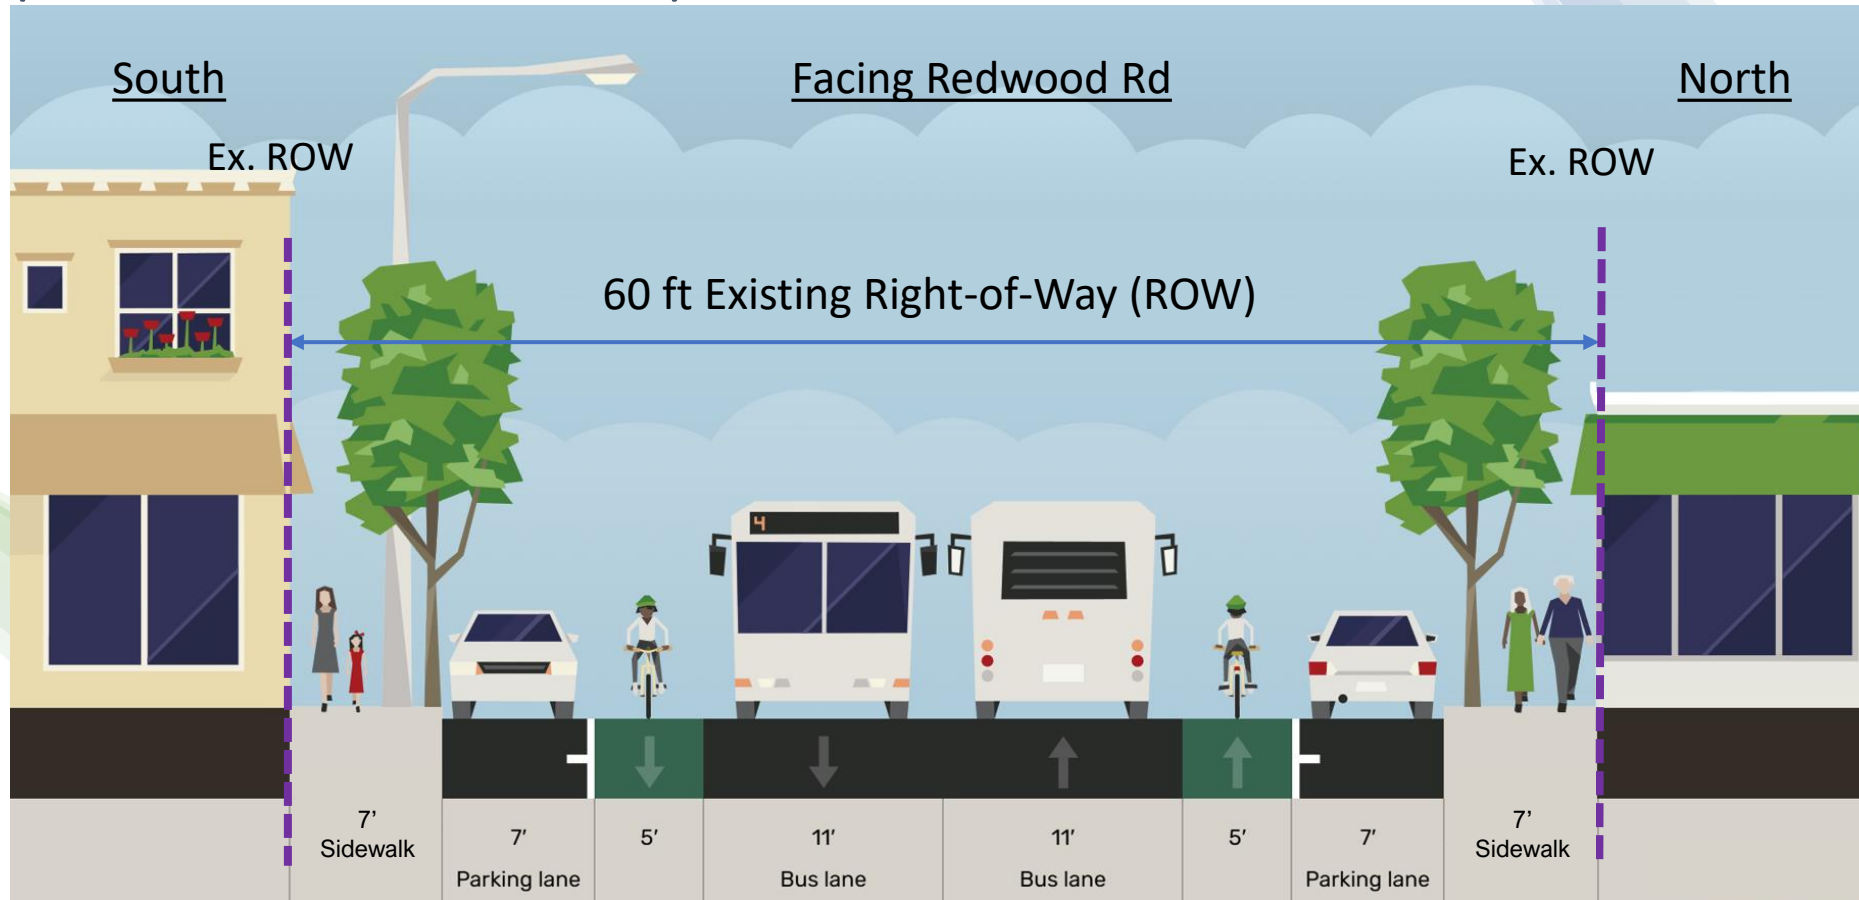 South
Facing Redwood Rd
North
Ex. ROW
Ex. ROW
60 ft Existing Right-of-Way (ROW)
4
7’
Sidewalk
7’
Parking lane
5’
11’
Bus lane
11’
Bus lane
5’
7’
Parking lane
7’
Sidewalk